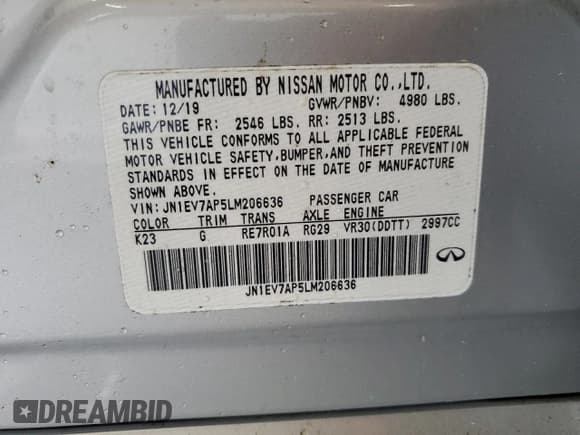 MANUFACTURED BY NISSAN MOTOR CO.,LTD.
DATE: 12/19 GVWR/PNBV: 4980 LBS.
GAWR/PNBE FR: 2546 LBS. RR: 2513 LBS.
THIS VEHICLE CONFORMS TO ALL APPLICABLE FEDERAL
MOTOR VEHICLE SAFETY,BUMPER,AND THEFT PREVENTION
STANDARDS IN EFFECT ON THE DATE OF MANUFACTURE
SHOWN ABOVE.
VIN:JN1EV7AP5LM206636 PASSENGER CAR
COLOR TRIM TRANS AXLE ENGINE
K23 G RE7R01A RG29 VR30(DDTT) 2997CC
JN1EV7AP5LM206636
DREAMBID